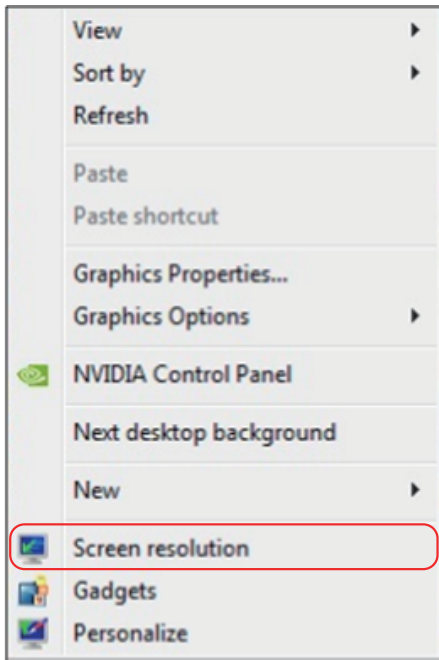 View
Sort by
Refresh
Paste
Paste shortcut
Graphics Properties...
Graphics Options
NVIDIA Control Panel
Next desktop background
New
Screen resolution
Gadgets
Personalize